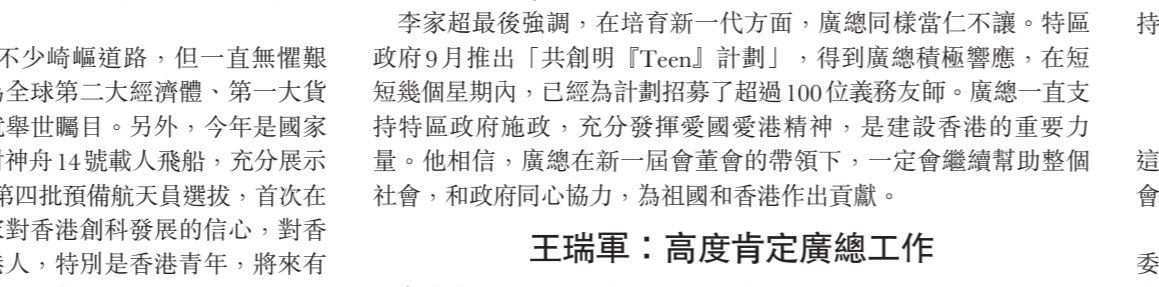 不少崎嶇道路，但一直無懼艱
全球第二大經濟體、第一大貨
舉世矚目。另外，今年是國家
神舟14號載人飛船，充分展示
第四批預備航天員選拔，首次在
對香港創科發展的信心，對香
人，特別是香港青年，將來有
李家超最後強調，在培育新一代方面，廣總同樣當仁不讓。特區
政府9月推出「共創明『Teen』計劃」，得到廣總積極響應，在短
短幾個星期內，已經為計劃招募了超過100位義務友師。廣總一直支
持特區政府施政，充分發揮愛國愛港精神，是建設香港的重要力
量。他相信，廣總在新一屆會董會的帶領下，一定會繼續幫助整個
社會，和政府同心協力，為祖國和香港作出貢獻。
王瑞軍：高度肯定廣總工作
持
這
會
委